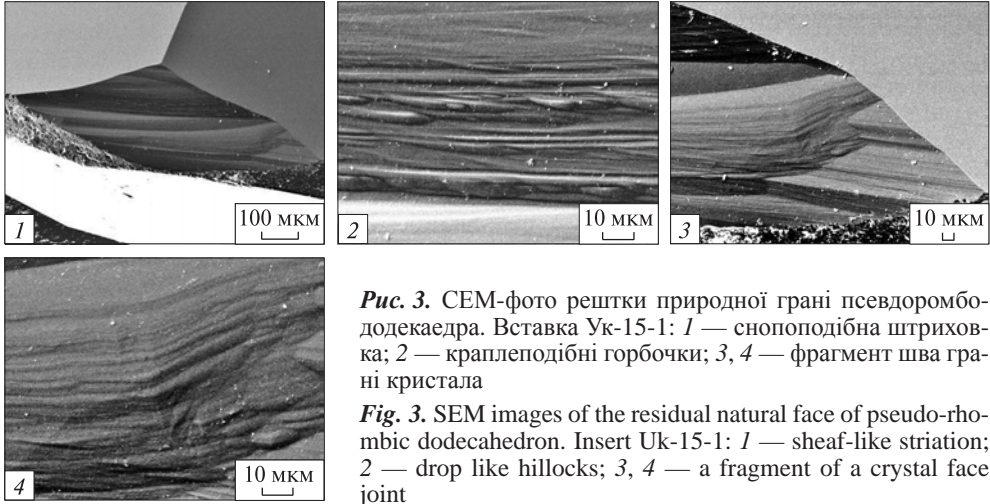 1
100 мкм
2
10 мкм
3
10 мкм
4
10 мкм
Рис. 3. СЕМ-фото рештки природної грані псевдоромбо-
додекаедра. Вставка Ук-15-1: 1 — снопоподібна штрихов-
ка; 2 — краплеподібні горбочки; 3, 4 — фрагмент шва гра-
ні кристала
Fig. 3. SEM images of the residual natural face of pseudo-rho-
mbic dodecahedron. Insert Uk-15-1: 1 — sheaf-like striation;
2 — drop like hillocks; 3, 4 — a fragment of a crystal face
joint